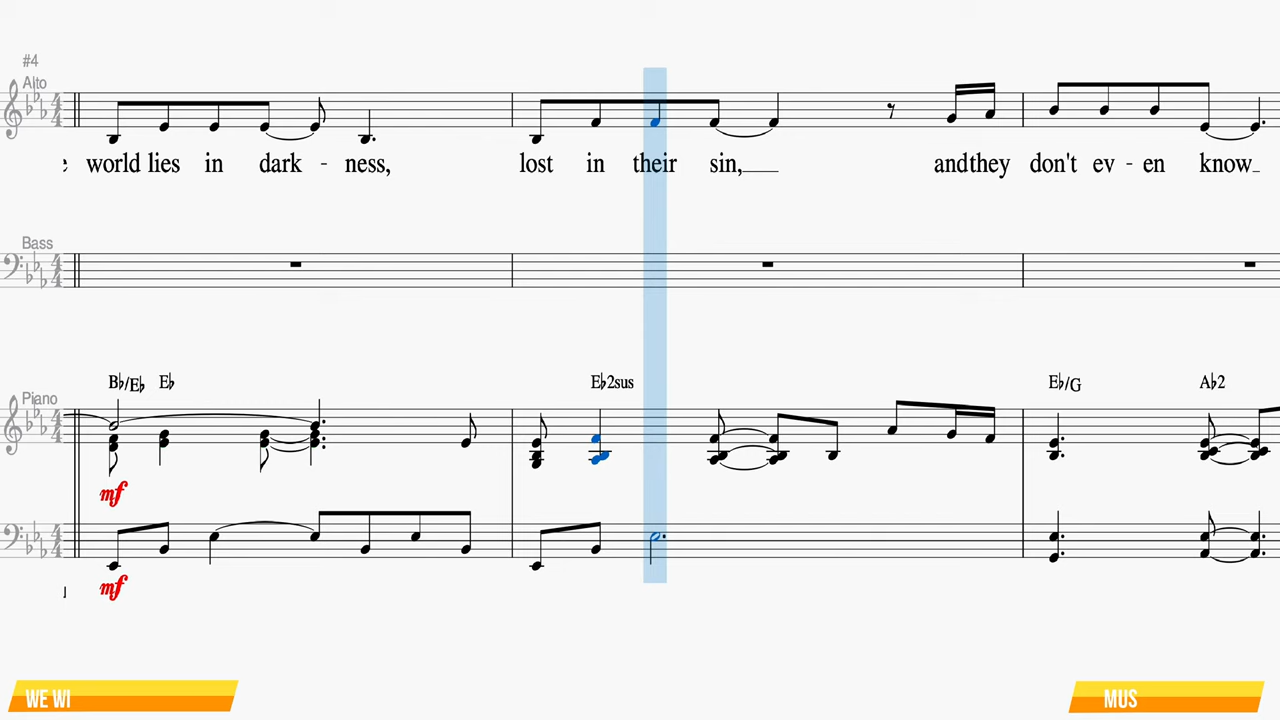 #4
Alto
world lies in dark - ness, lost in their sin, andthey don't ev - en know
Bass
B♭/E♭ E♭ E♭2sus E♭/G A♭2
Piano
mf
mf
WE WI
MUS